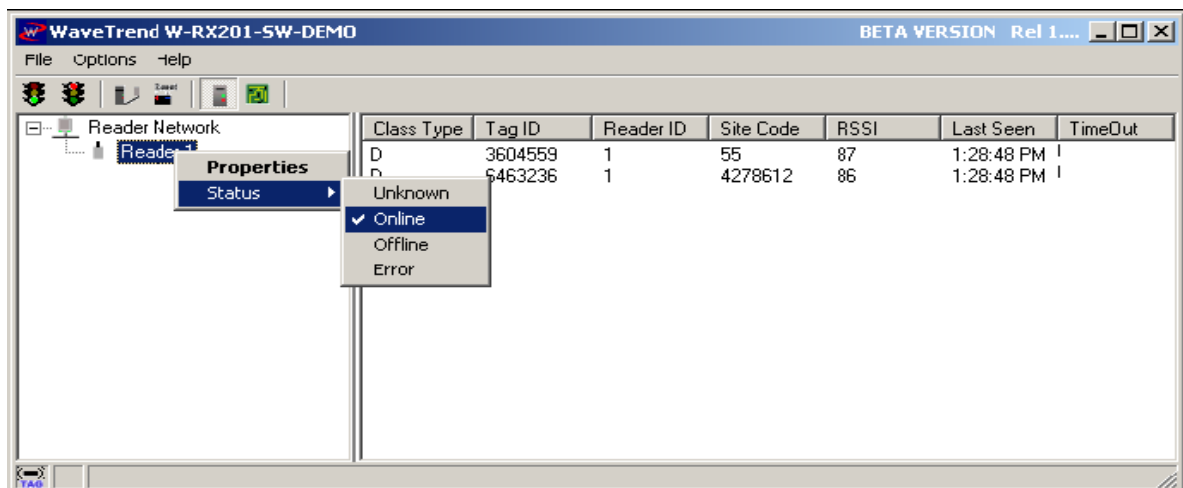 WaveTrend W-RX201-SW-DEMO BETA VERSION Rel 1....
File Options Help
Reader Network
Reader 1
Properties
Status
Unknown
Online
Offline
Error
Class Type Tag ID Reader ID Site Code RSSI Last Seen TimeOut
D 3604559 1 55 87 1:28:48 PM
D 6463236 1 4278612 86 1:28:48 PM
TAG